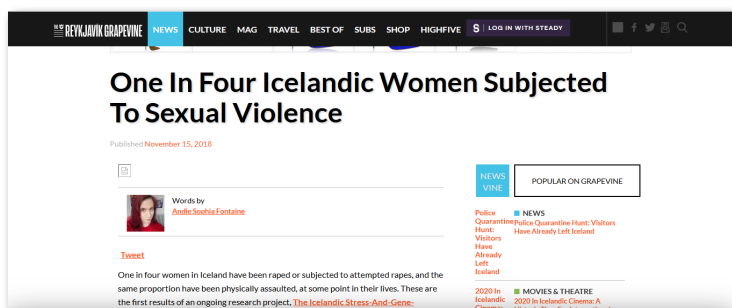 REYKJAVÍK GRAPEVINE NEWS CULTURE MAG TRAVEL BEST OF SUBS SHOP HIGHFIVE S LOG IN WITH STEADY
One In Four Icelandic Women Subjected
To Sexual Violence
Published November 15, 2018
Words by
Andie Sophia Fontaine
Tweet
One in four women in Iceland have been raped or subjected to attempted rapes, and the
same proportion have been physically assaulted, at some point in their lives. These are
the first results of an ongoing research project, The Icelandic Stress-And-Gene-
NEWS
VINE
POPULAR ON GRAPEVINE
Police
Quarantine
Hunt:
Visitors
Have
Already
Left
Iceland
NEWS
Police Quarantine Hunt: Visitors
Have Already Left Iceland
2020 In
Icelandic
MOVIES & THEATRE
2020 In Icelandic Cinema: A